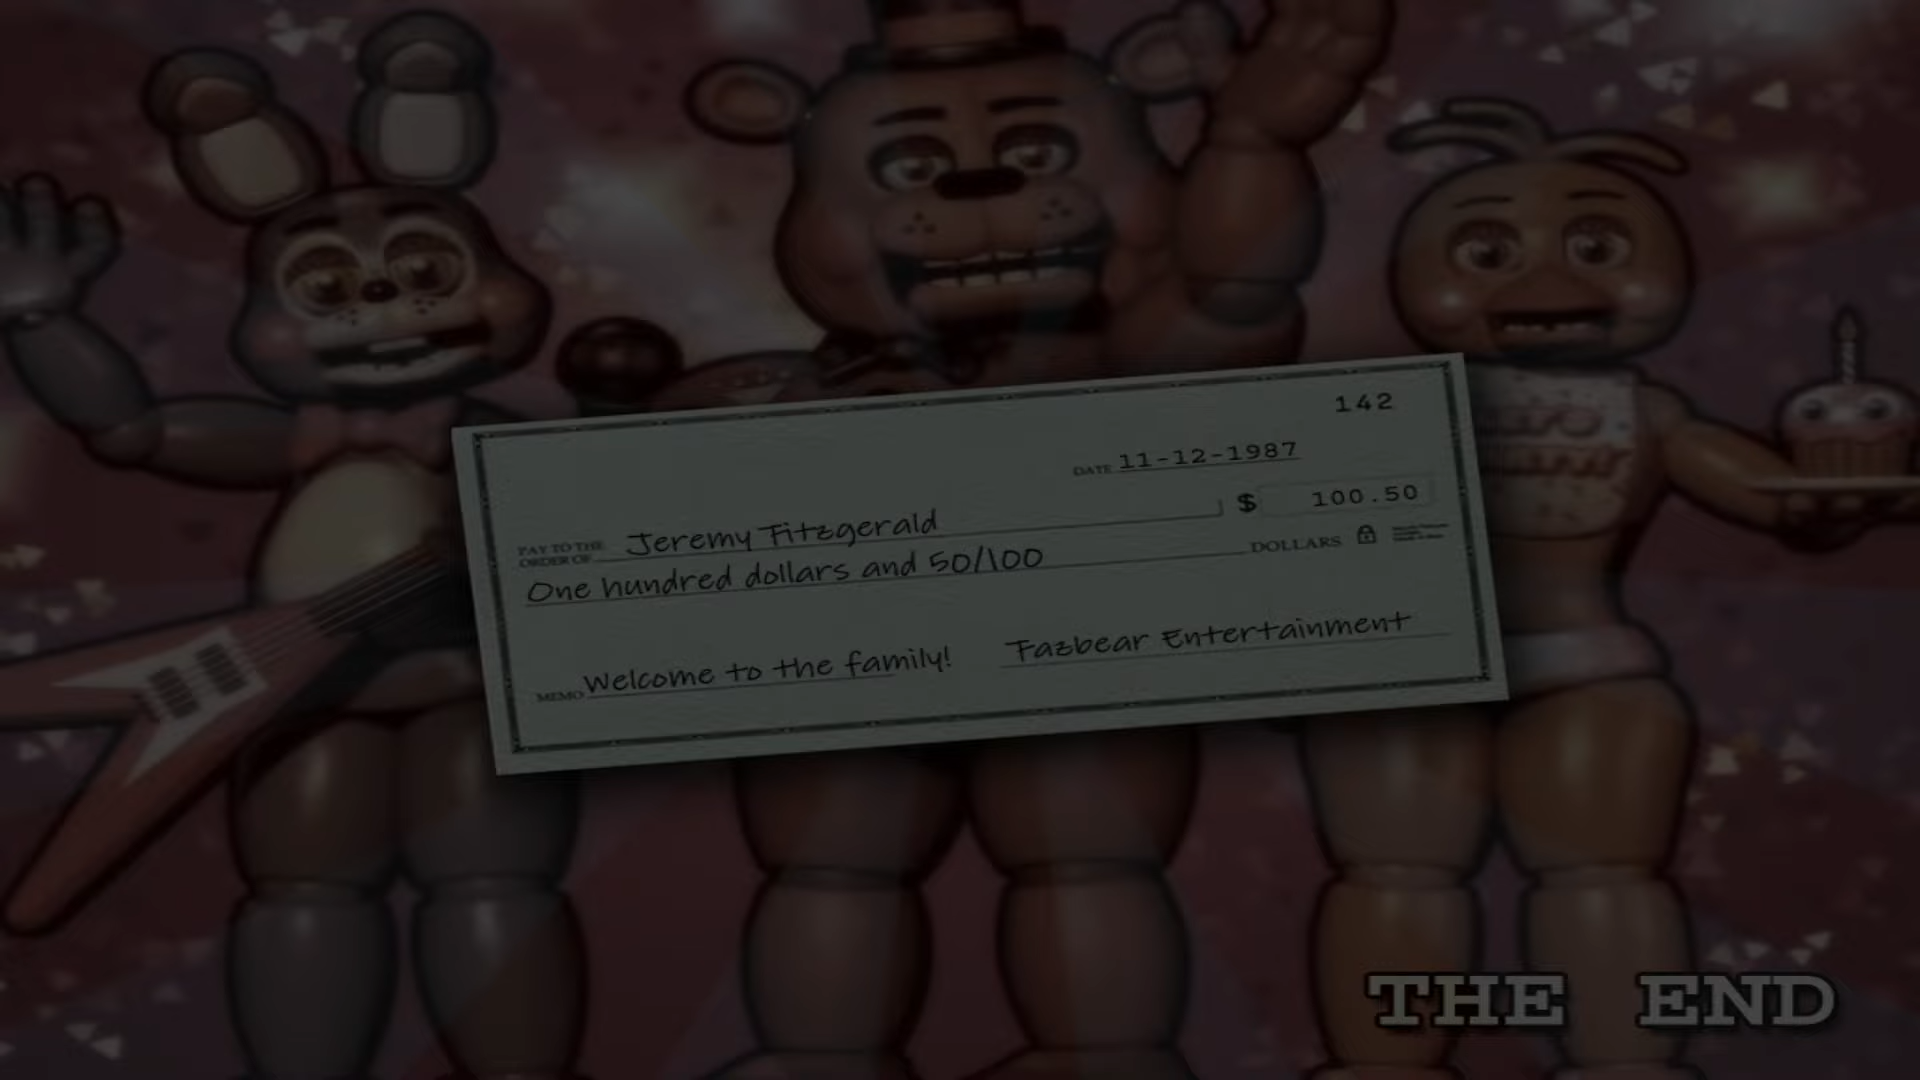 142
DATE 11-12-1987
PAY TO THE
ORDER OF Jeremy Fitzgerald $ 100.50
One hundred dollars and 50/100 DOLLARS
MEMO Welcome to the family! Fazbear Entertainment
THE END